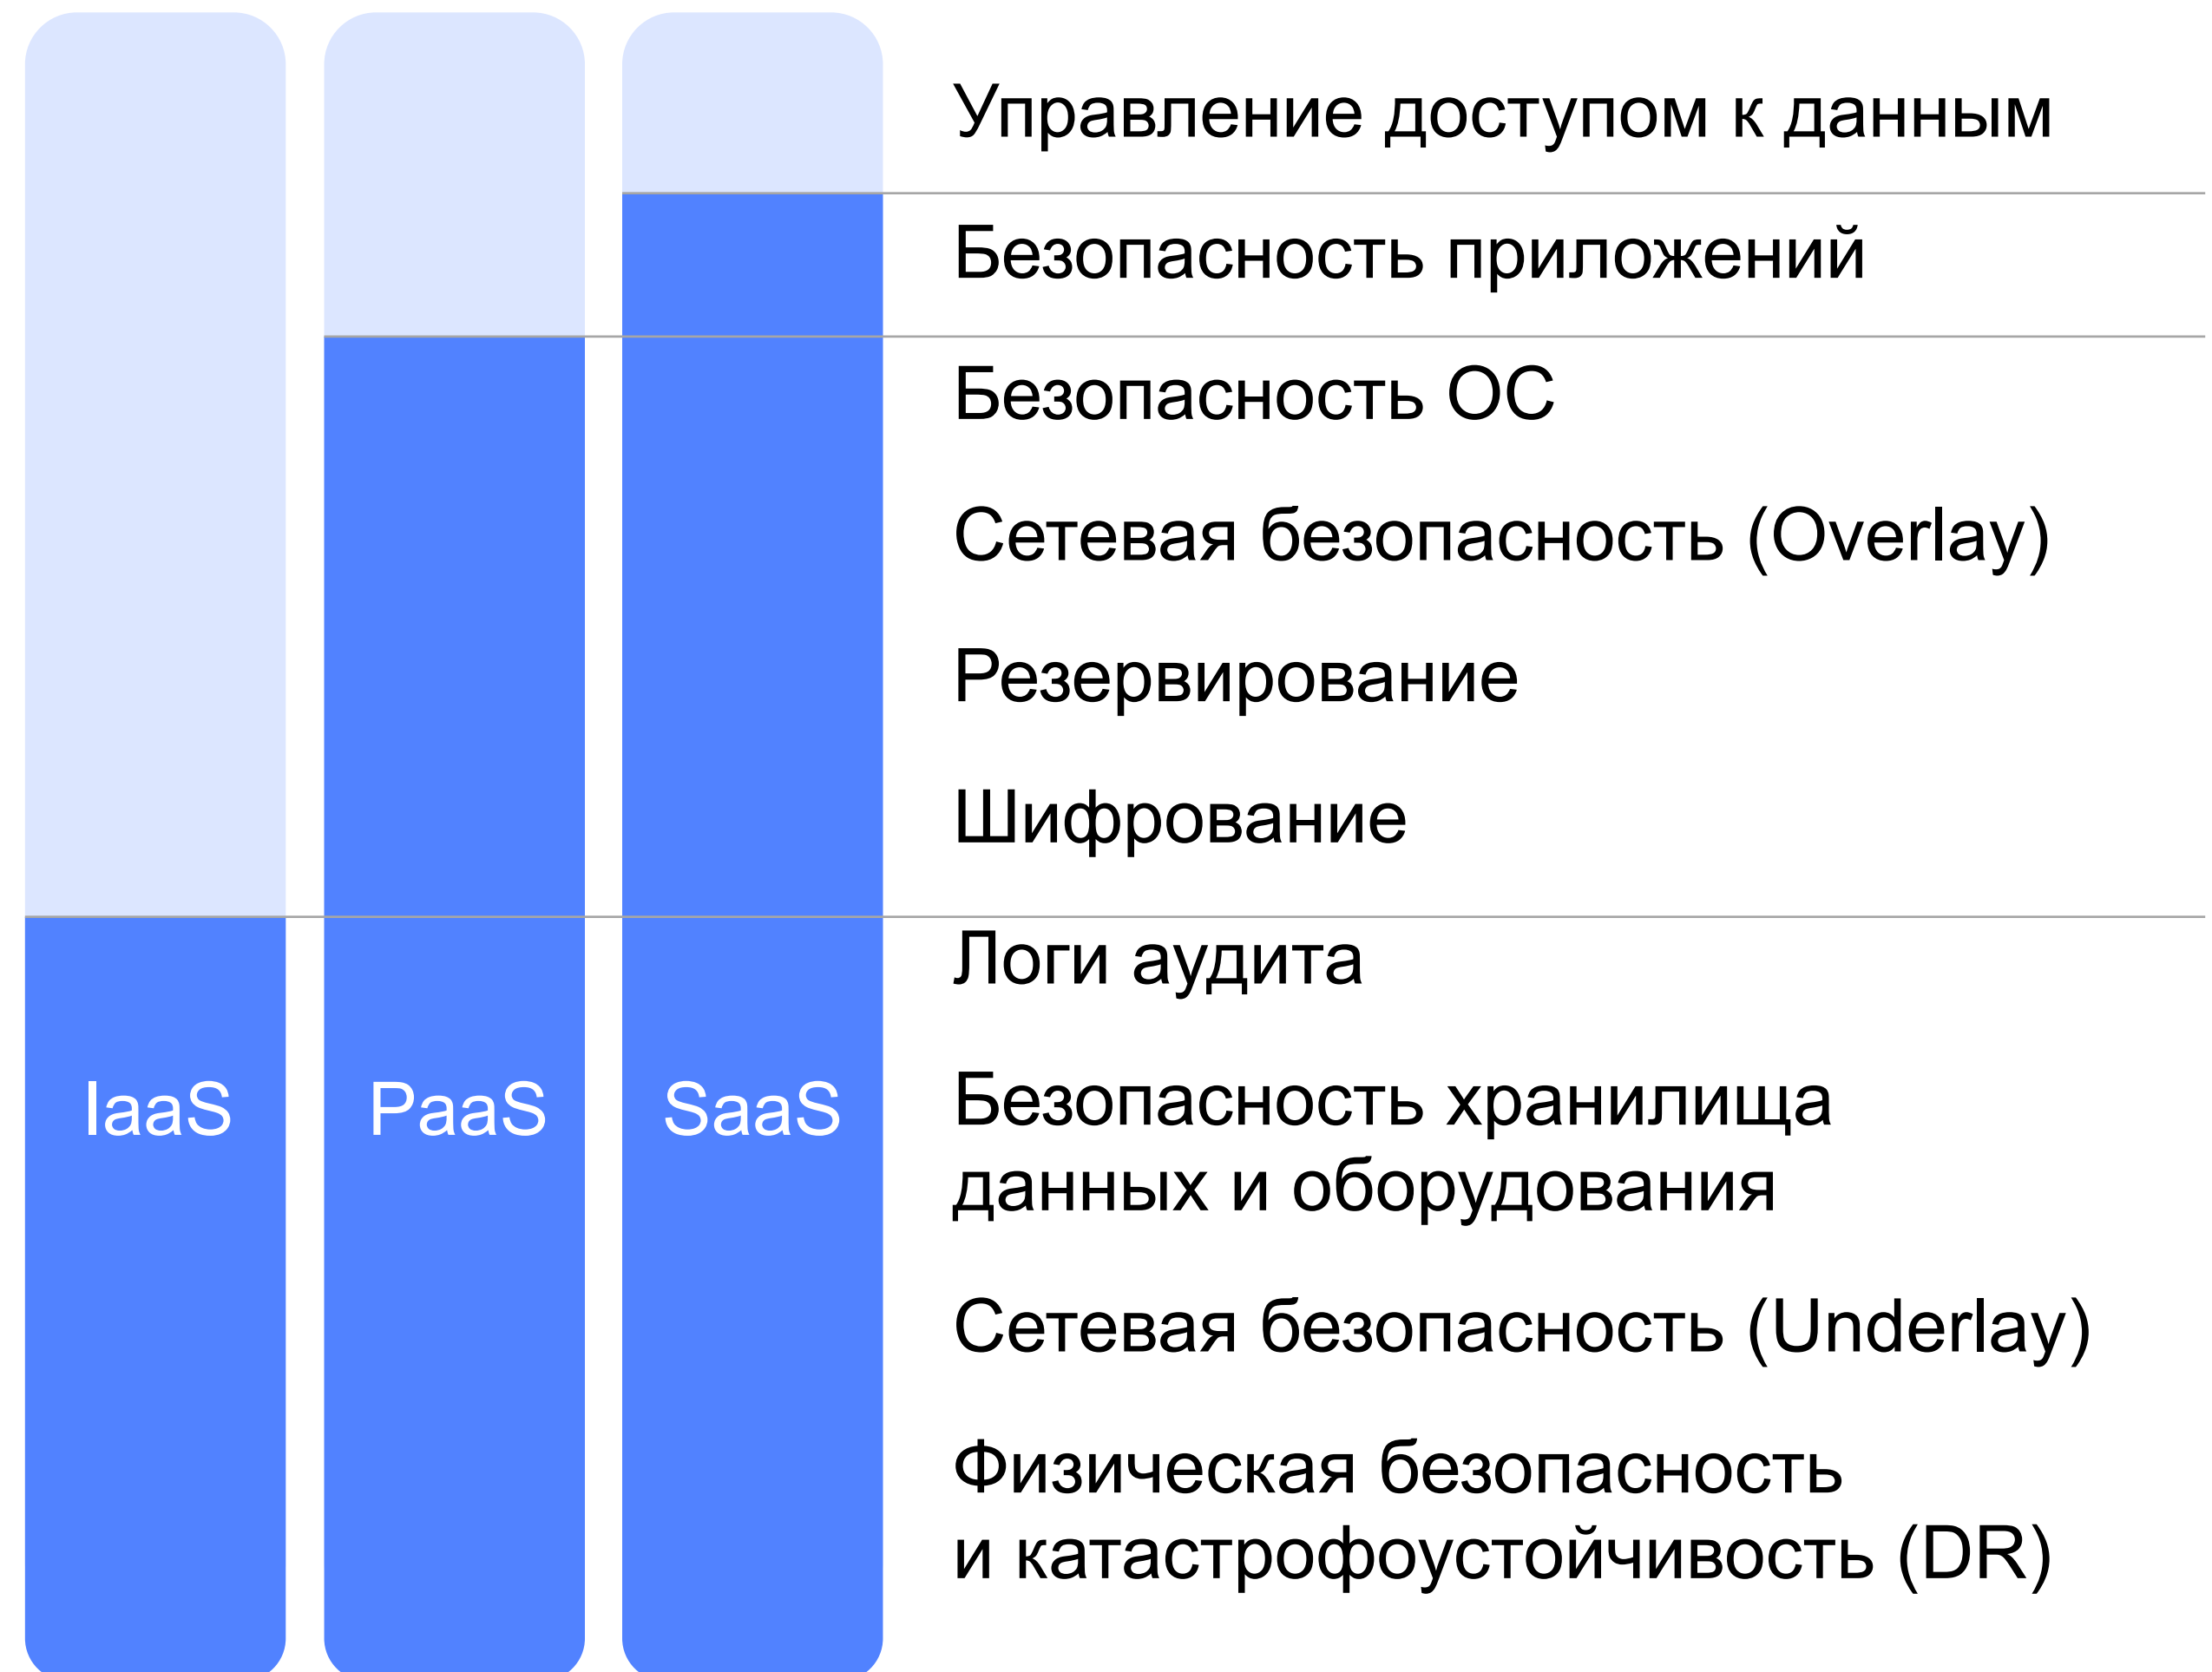 Управление доступом к данным
Безопасность приложений
Безопасность ОС
Сетевая безопасность (Overlay)
Резервирование
Шифрование
Логи аудита
IaaS
PaaS
SaaS
Безопасность хранилища
данных и оборудования
Сетевая безопасность (Underlay)
Физическая безопасность
и катастрофоустойчивость (DR)